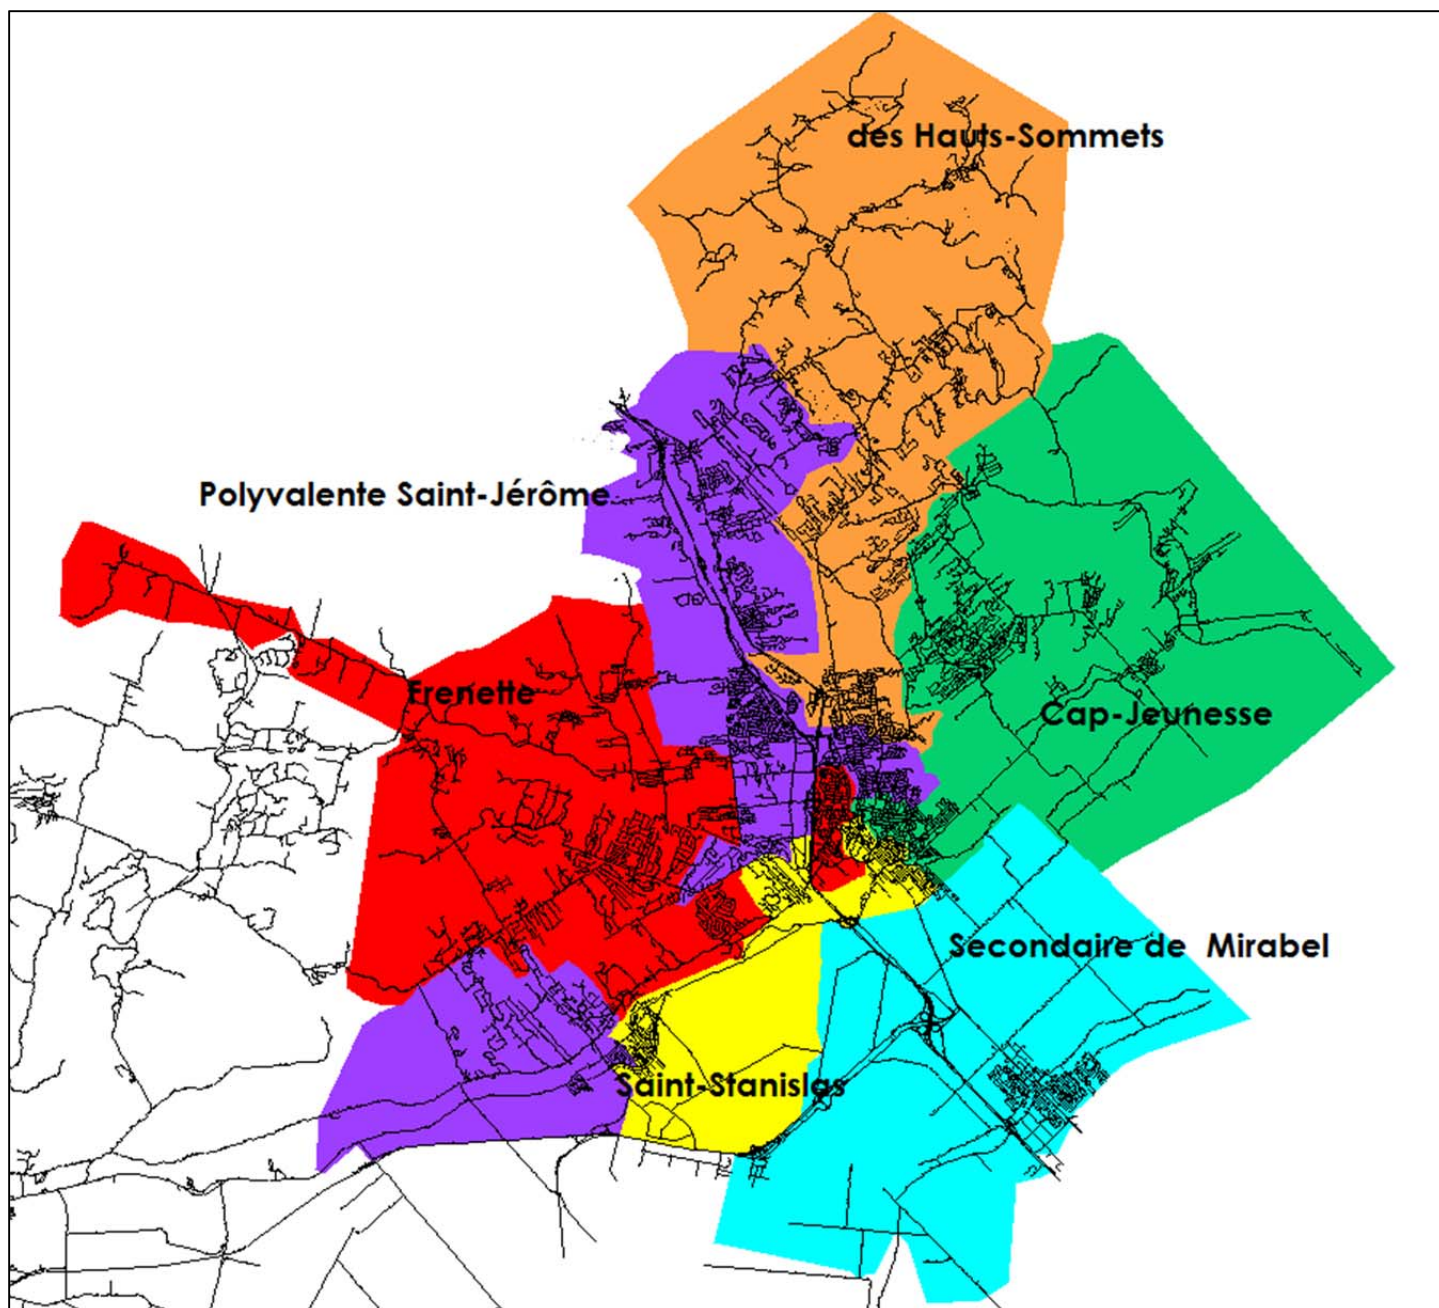 des Hauts-Sommets
Polyvalente Saint-Jérôme
Frenette
Cap-Jeunesse
Secondaire de Mirabel
Saint-Stanislas